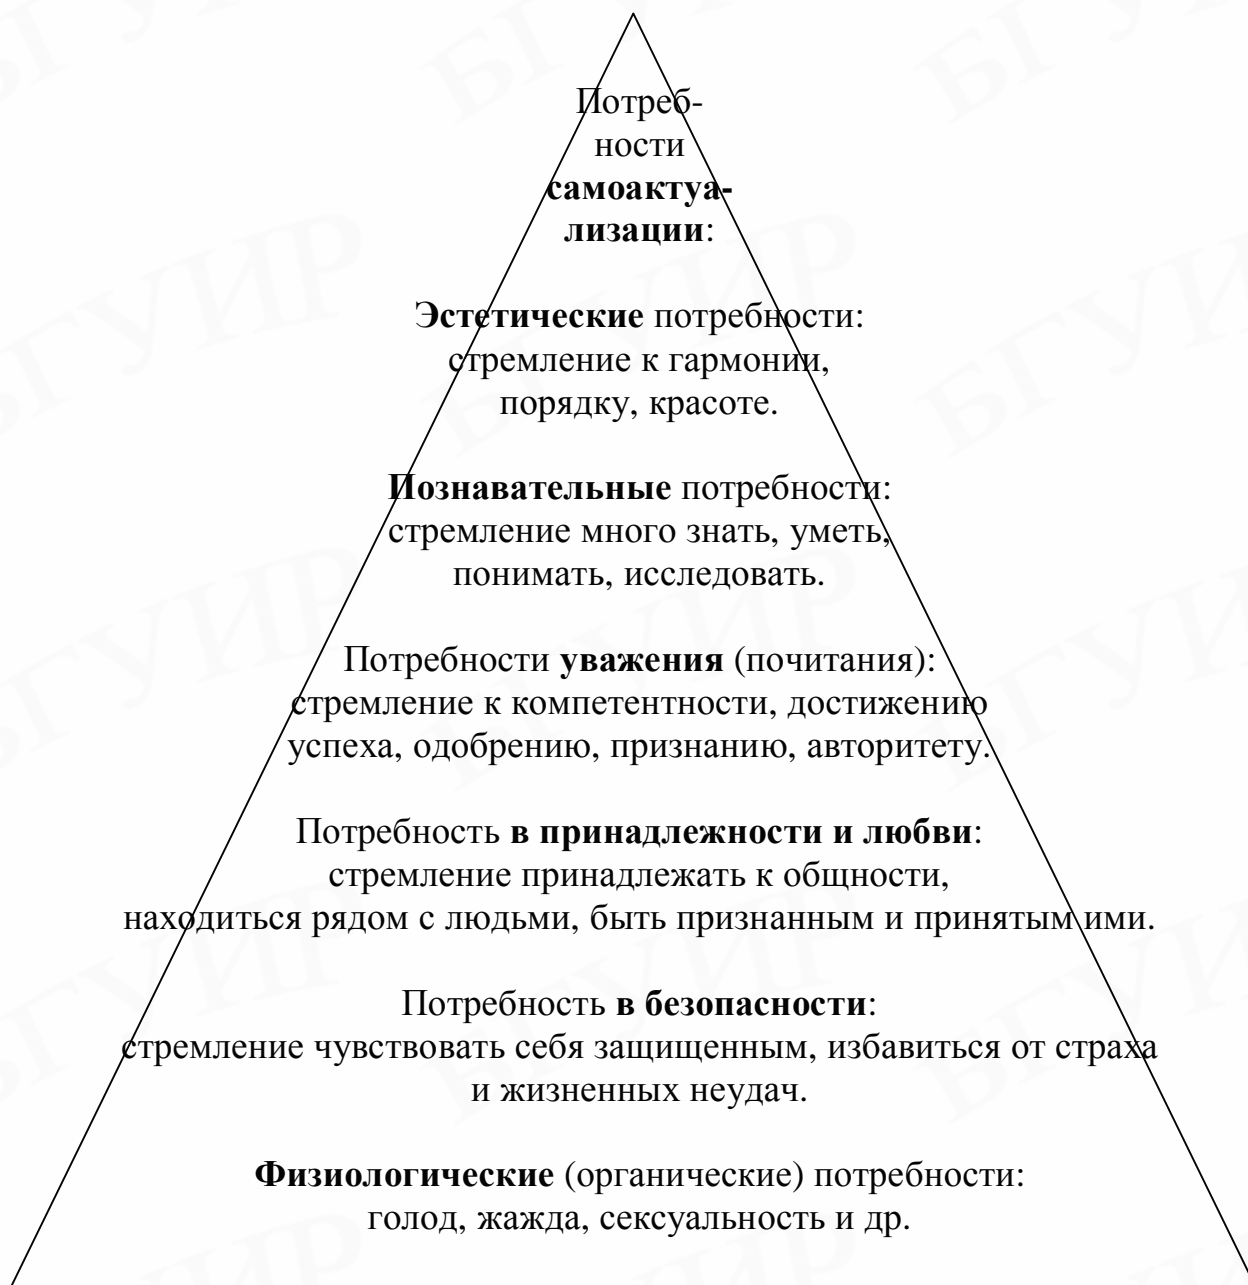 Потреб-
ности
самоактуа-
лизации:
Эстетические потребности:
стремление к гармонии,
порядку, красоте.
Познавательные потребности:
стремление много знать, уметь,
понимать, исследовать.
Потребности уважения (почитания):
стремление к компетентности, достижению
успеха, одобрению, признанию, авторитету.
Потребность в принадлежности и любви:
стремление принадлежать к общности,
находиться рядом с людьми, быть признанным и принятым ими.
Потребность в безопасности:
стремление чувствовать себя защищенным, избавиться от страха
и жизненных неудач.
Физиологические (органические) потребности:
голод, жажда, сексуальность и др.
БГУИР